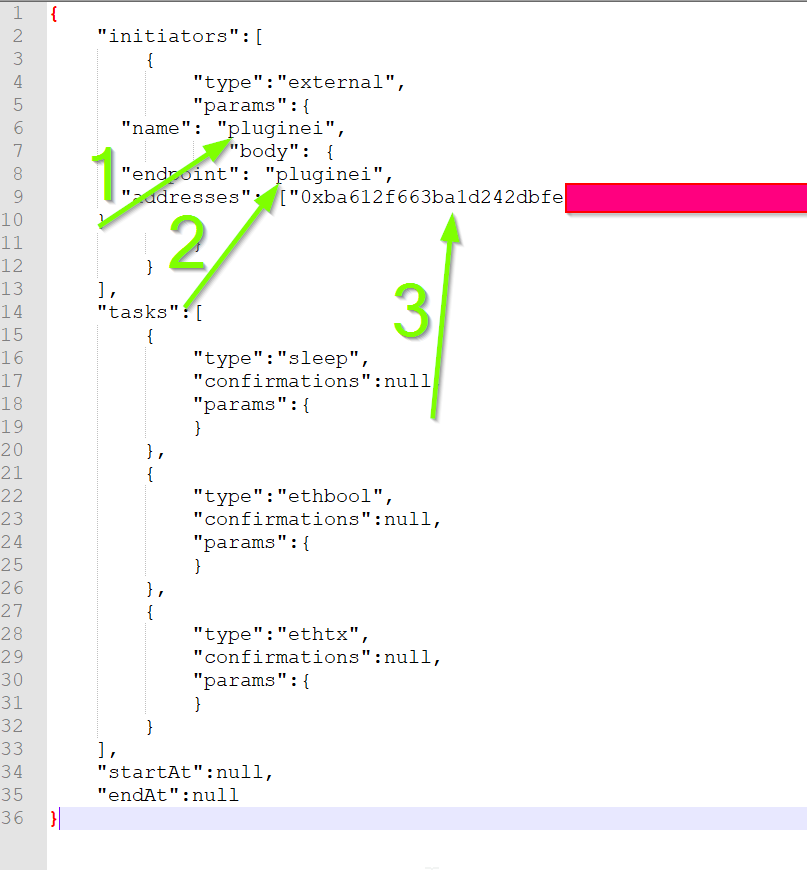 1 {
2 "initiators":[
3 {
4 "type":"external",
5 "params":{
6 "name": "pluginei",
7 "body": {
8 "endpoint": "pluginei",
9 "addresses": ["0xba612f663ba1d242dbfe
10 }
11 }
12 }
13 ],
14 "tasks":[
15 {
16 "type":"sleep",
17 "confirmations":null
18 "params":{
19 }
20 },
21 {
22 "type":"ethbool",
23 "confirmations":null,
24 "params":{
25 }
26 },
27 {
28 "type":"ethtx",
29 "confirmations":null,
30 "params":{
31 }
32 }
33 ],
34 "startAt":null,
35 "endAt":null
36 }
1
2
3